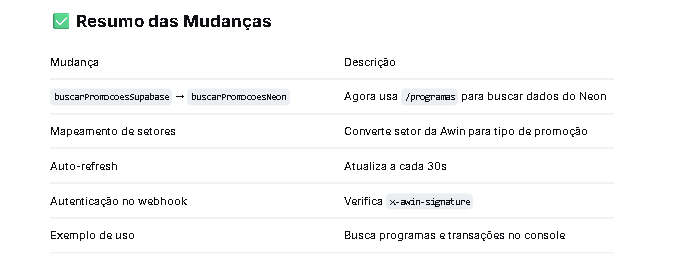 ✅ Resumo das Mudanças
Mudança Descrição
buscarPromocoesSupabase → buscarPromocoesNeon Agora usa /programas para buscar dados do Neon
Mapeamento de setores Converte setor da Awin para tipo de promoção
Auto-refresh Atualiza a cada 30s
Autenticação no webhook Verifica x-awin-signature
Exemplo de uso Busca programas e transações no console